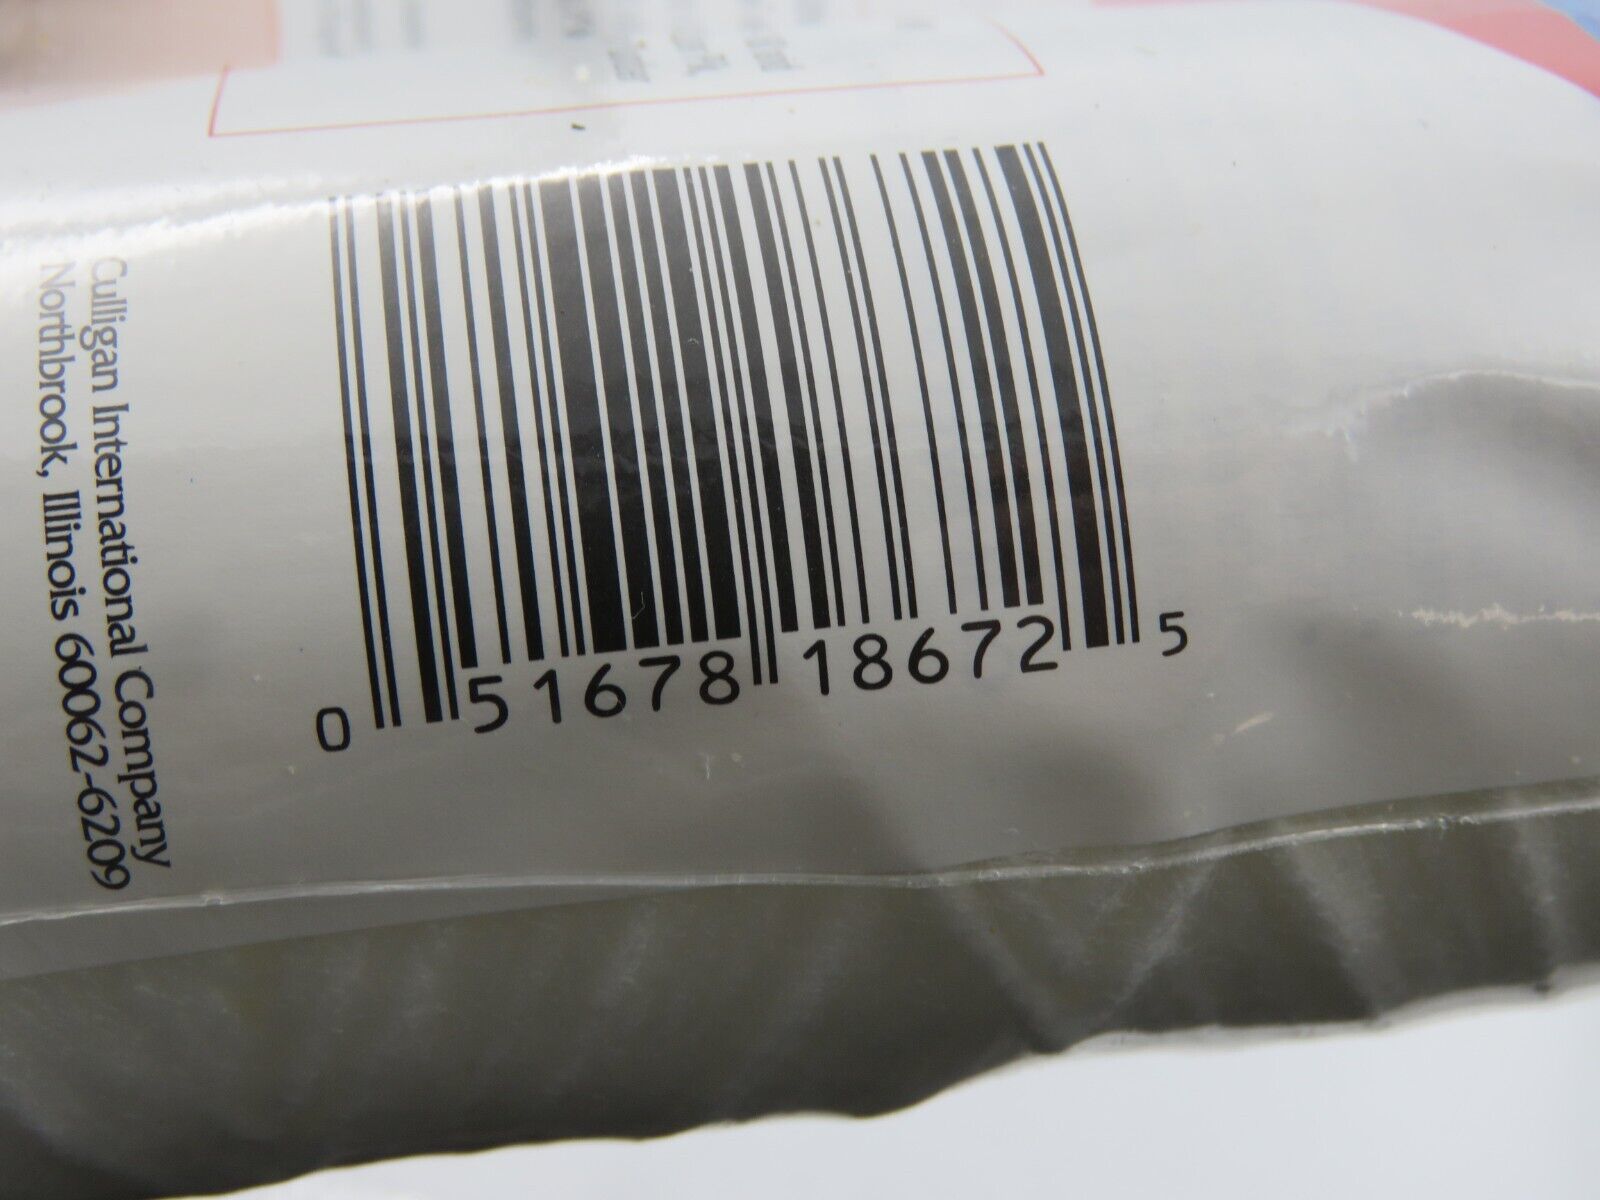 Culligan International Company
Northbrook, Illinois 60062-6209
0 51678 18672 5